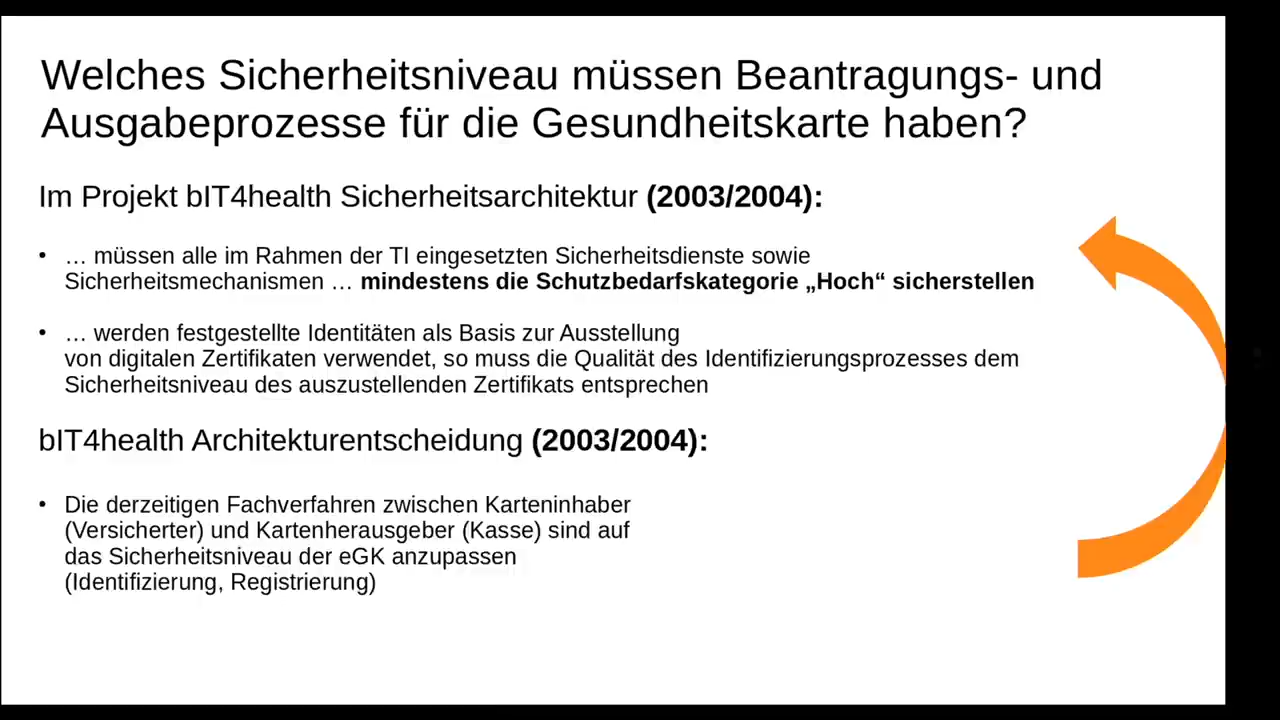 Welches Sicherheitsniveau müssen Beantragungs- und
Ausgabeprozesse für die Gesundheitskarte haben?
Im Projekt bIT4health Sicherheitsarchitektur (2003/2004):
• … müssen alle im Rahmen der TI eingesetzten Sicherheitsdienste sowie
Sicherheitsmechanismen … mindestens die Schutzbedarfskategorie „Hoch“ sicherstellen
• … werden festgestellte Identitäten als Basis zur Ausstellung
von digitalen Zertifikaten verwendet, so muss die Qualität des Identifizierungsprozesses dem
Sicherheitsniveau des auszustellenden Zertifikats entsprechen
bIT4health Architekturentscheidung (2003/2004):
• Die derzeitigen Fachverfahren zwischen Karteninhaber
(Versicherter) und Kartenherausgeber (Kasse) sind auf
das Sicherheitsniveau der eGK anzupassen
(Identifizierung, Registrierung)